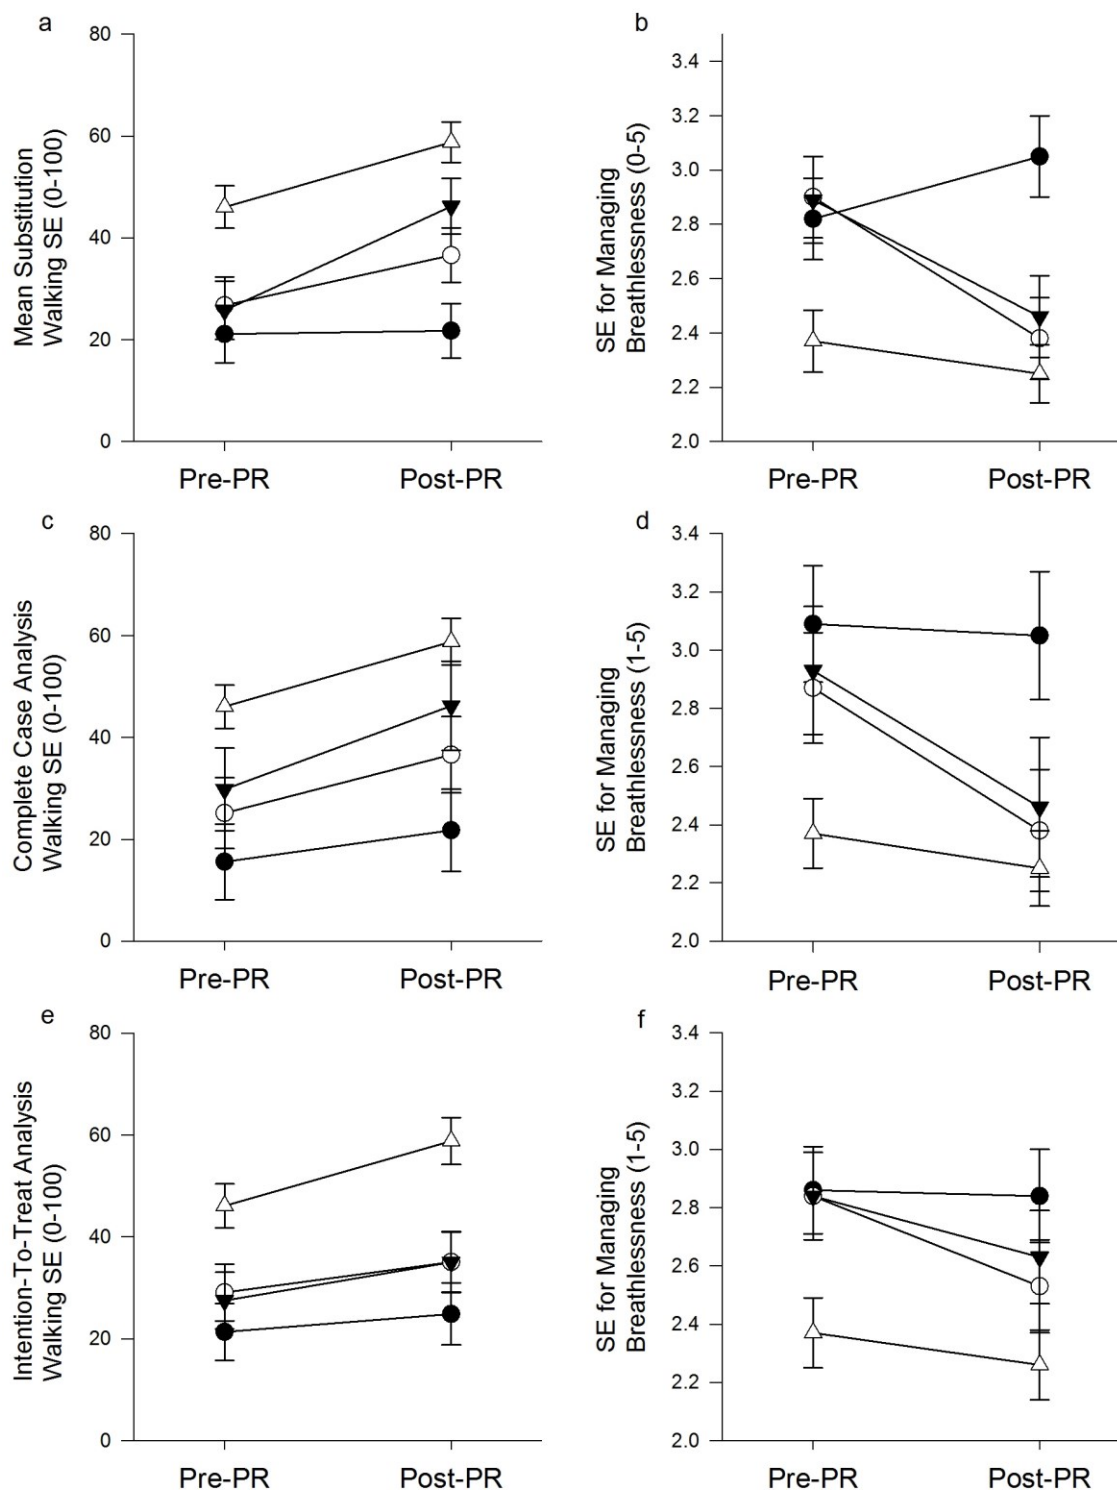 a
80
60
40
20
0
Mean Substitution
Walking SE (0-100)
Pre-PR
Post-PR
b
3.4
3.2
3.0
2.8
2.6
2.4
2.2
2.0
SE for Managing
Breathlessness (0-5)
Pre-PR
Post-PR
c
80
60
40
20
0
Complete Case Analysis
Walking SE (0-100)
Pre-PR
Post-PR
d
3.4
3.2
3.0
2.8
2.6
2.4
2.2
2.0
SE for Managing
Breathlessness (1-5)
Pre-PR
Post-PR
e
80
60
40
20
0
Intention-To-Treat Analysis
Walking SE (0-100)
Pre-PR
Post-PR
f
3.4
3.2
3.0
2.8
2.6
2.4
2.2
2.0
SE for Managing
Breathlessness (1-5)
Pre-PR
Post-PR